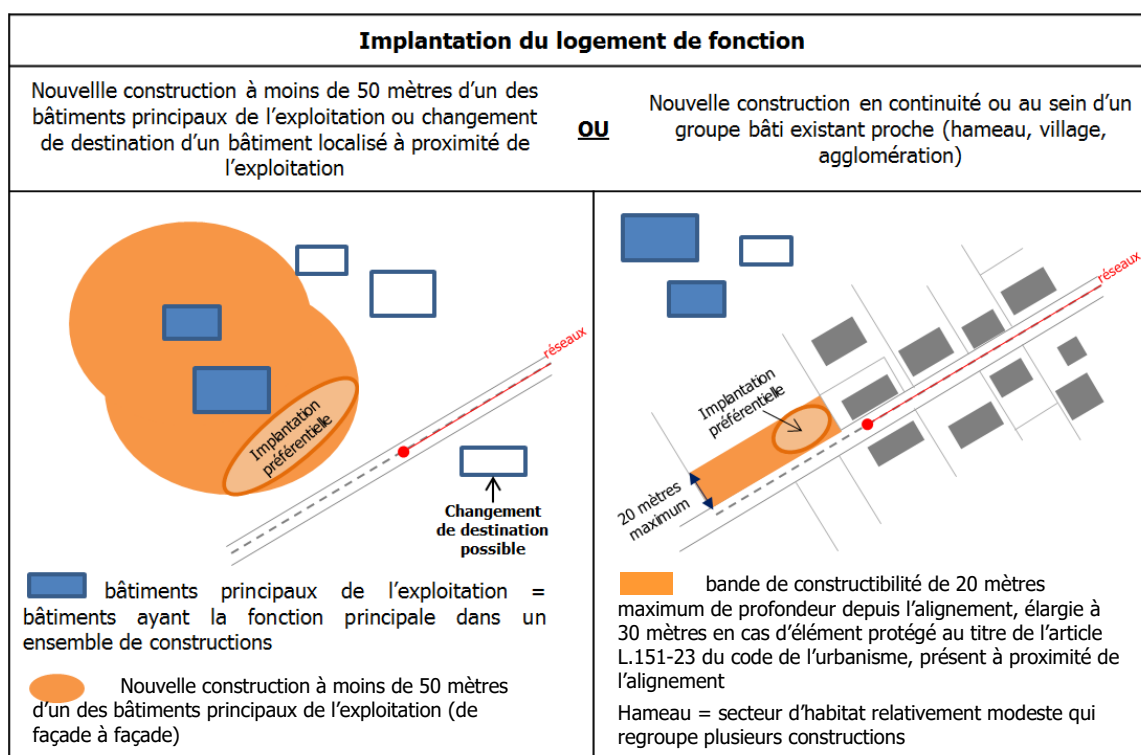 Implantation du logement de fonction
Nouvellle construction à moins de 50 mètres d'un des
bâtiments principaux de l'exploitation ou changement
de destination d'un bâtiment localisé à proximité de
l'exploitation
OU
Nouvelle construction en continuité ou au sein d'un
groupe bâti existant proche (hameau, village,
agglomération)
réseaux
Implantation
préférentielle
Changement
de destination
possible
bâtiments principaux de l'exploitation =
bâtiments ayant la fonction principale dans un
ensemble de constructions
Nouvelle construction à moins de 50 mètres
d'un des bâtiments principaux de l'exploitation (de
façade à façade)
réseaux
Implantation
préférentielle
20 mètres
maximum
bande de constructibilité de 20 mètres
maximum de profondeur depuis l'alignement, élargie à
30 mètres en cas d'élément protégé au titre de l'article
L.151-23 du code de l'urbanisme, présent à proximité de
l'alignement
Hameau = secteur d'habitat relativement modeste qui
regroupe plusieurs constructions